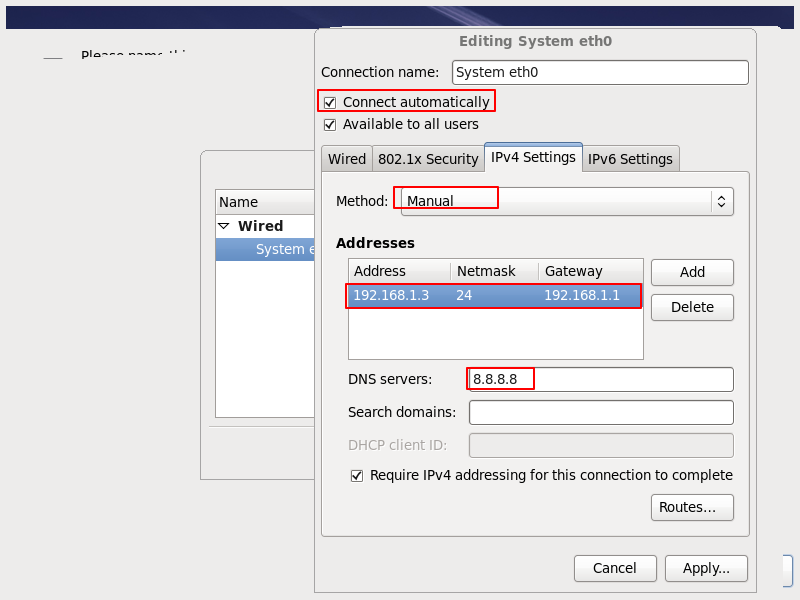 Please name this
Editing System eth0
Connection name: System eth0
Connect automatically
Available to all users
Wired 802.1x Security IPv4 Settings IPv6 Settings
Method: Manual
Name
Wired
System e
Addresses
Address Netmask Gateway Add
192.168.1.3 24 192.168.1.1
Delete
DNS servers: 8.8.8.8
Search domains:
DHCP client ID:
Require IPv4 addressing for this connection to complete
Routes...
Cancel Apply...